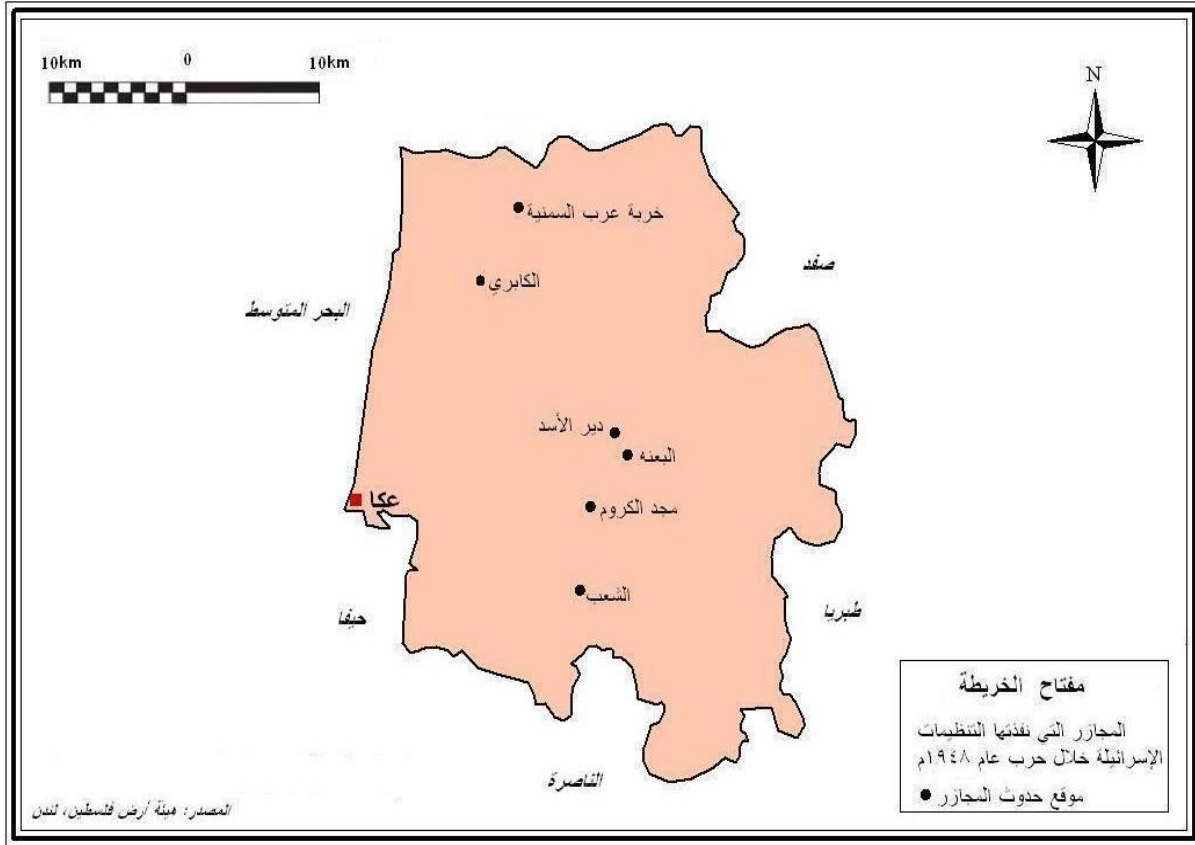 10km 0 10km
N
خربة عرب السمنية
صفد
الكابري
البحر المتوسط
دير الأسد
البعنه
عكا
مجد الكروم
الشعب
حيفا
طبريا
الناصرة
مفتاح الخريطة
المجازر التي نفذتها التنظيمات
الإسرائيلة خلال حرب عام ١٩٤٨م
موقع حدوث المجازر
المصدر: هيئة أرض فلسطين، لندن